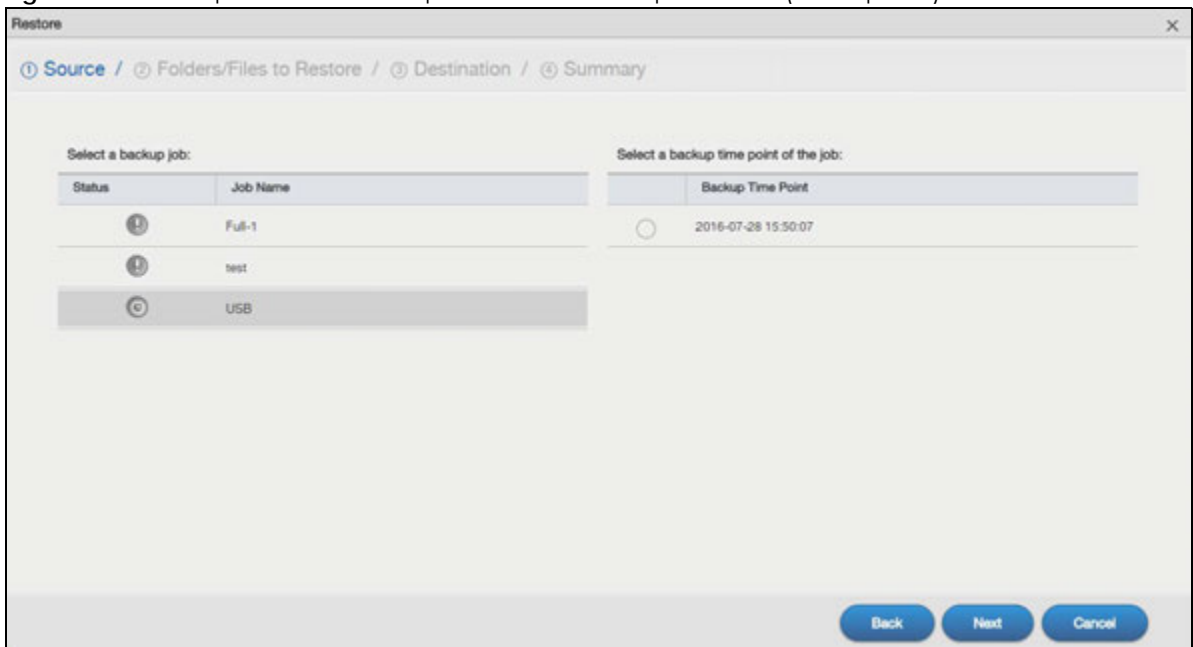 Restore
① Source / ② Folders/Files to Restore / ③ Destination / ④ Summary
Select a backup job:
Select a backup time point of the job:
Status Job Name
Backup Time Point
Full-1
2016-07-28 15:50:07
test
USB
Back Next Cancel